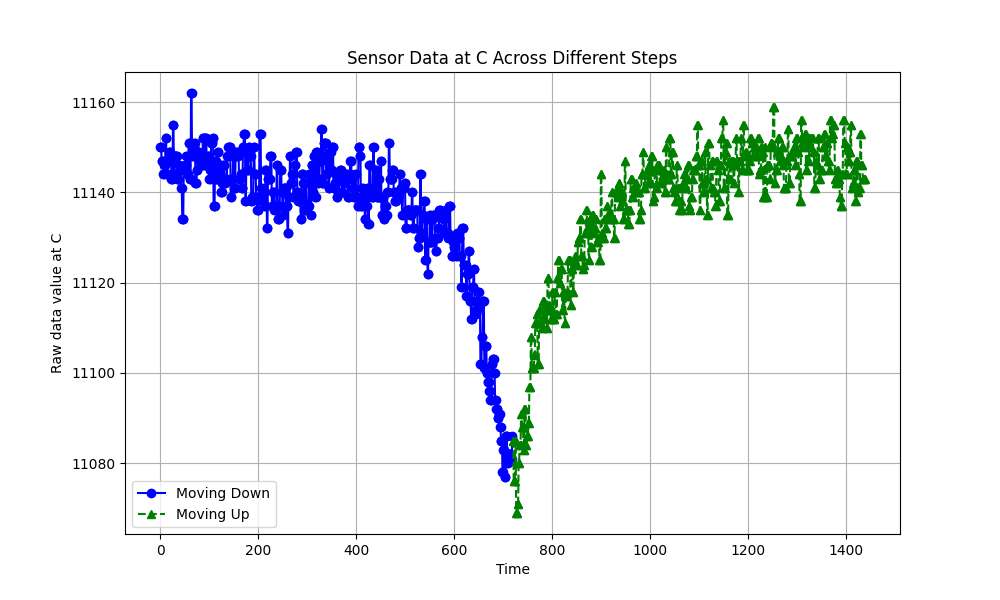 Sensor Data at C Across Different Steps
11160
11140
11120
11100
11080
Raw data value at C
Moving Down
Moving Up
0 200 400 600 800 1000 1200 1400
Time